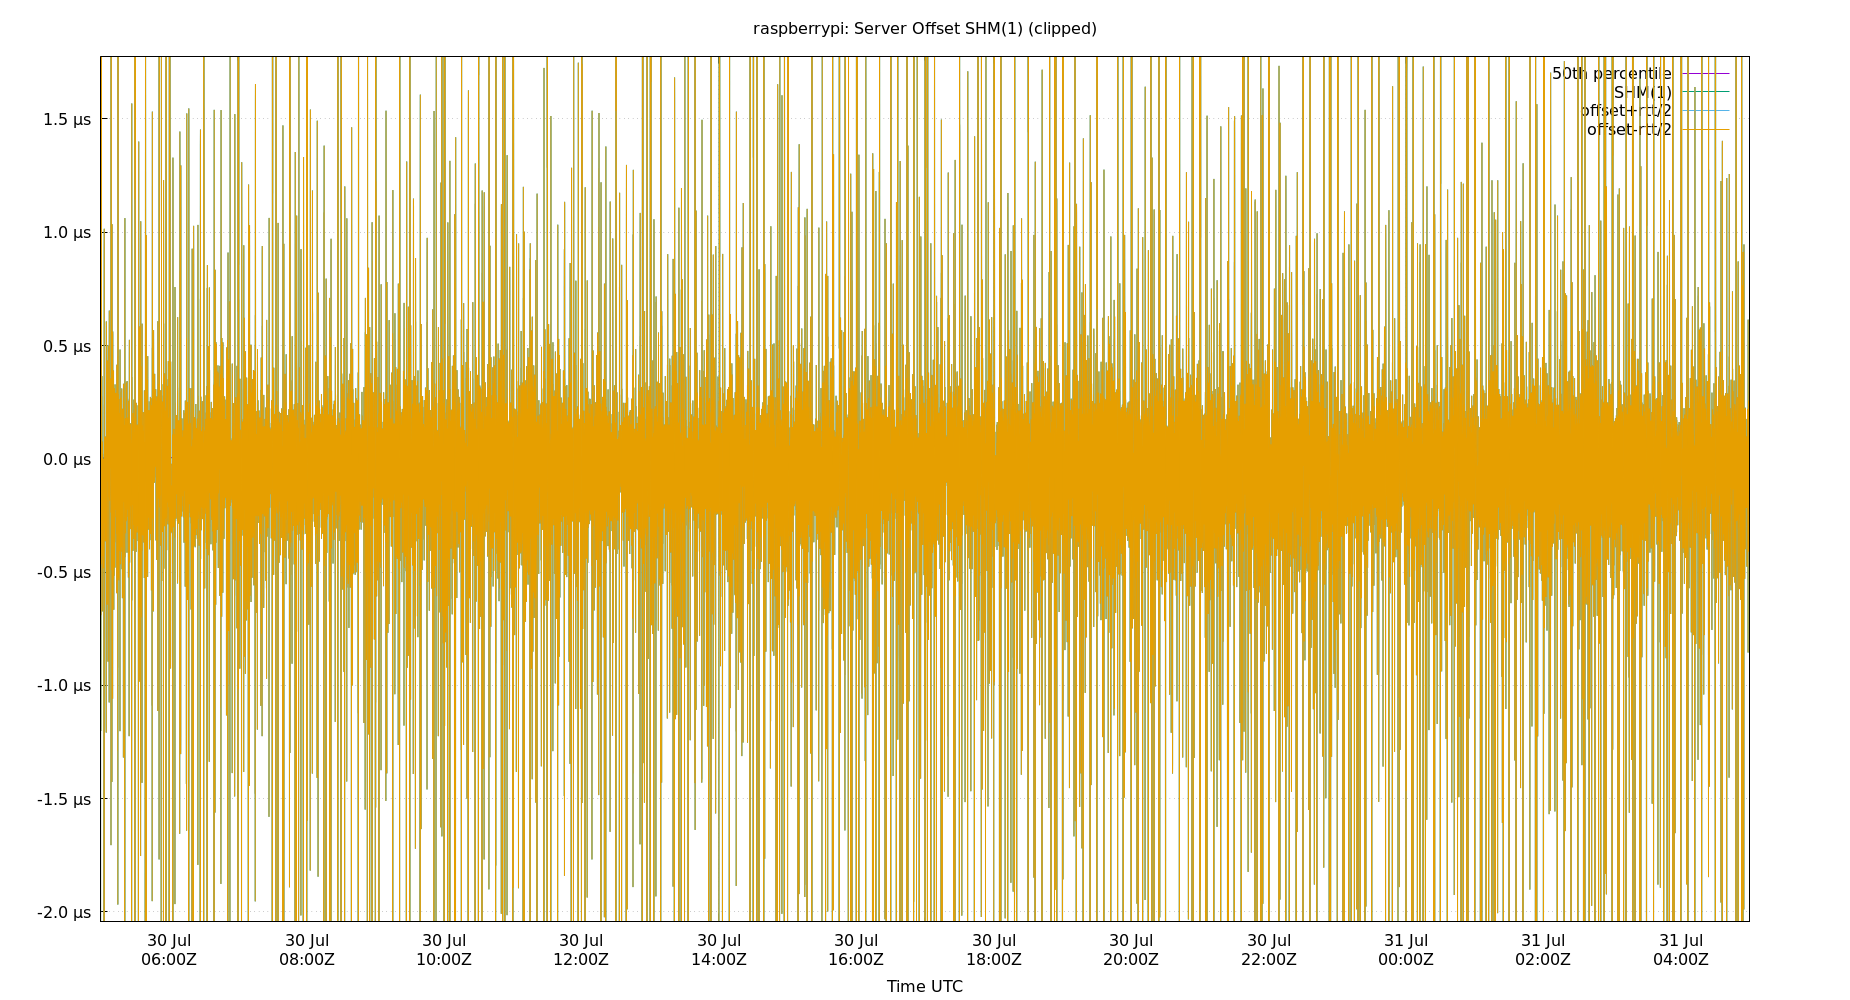 raspberrypi: Server Offset SHM(1) (clipped)
50th percentile
SHM(1)
offset+rtt/2
offset-rtt/2
1.5 µs
1.0 µs
0.5 µs
0.0 µs
-0.5 µs
-1.0 µs
-1.5 µs
-2.0 µs
30 Jul 30 Jul 30 Jul 30 Jul 30 Jul 30 Jul 30 Jul 30 Jul 30 Jul 31 Jul 31 Jul 31 Jul
06:00Z 08:00Z 10:00Z 12:00Z 14:00Z 16:00Z 18:00Z 20:00Z 22:00Z 00:00Z 02:00Z 04:00Z
Time UTC